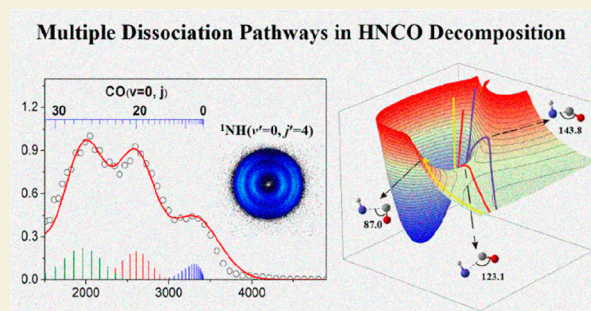 Multiple Dissociation Pathways in HNCO Decomposition
CO(v=0, j)
30 20 0
¹NH(v'=0, j'=4)
1.2
0.9
0.6
0.3
0.0
2000 3000 4000
143.8
87.0
123.1